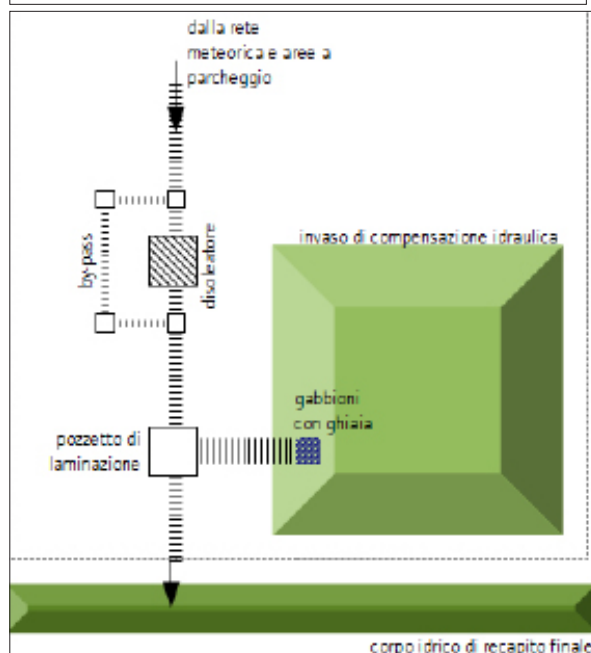 dalla rete
meteorica e aree a
parcheggio
invaso di compensazione idraulica
by-pass
disoleatore
gabbioni
con ghiaia
pozzetto di
laminazione
corpo idrico di recapito finale